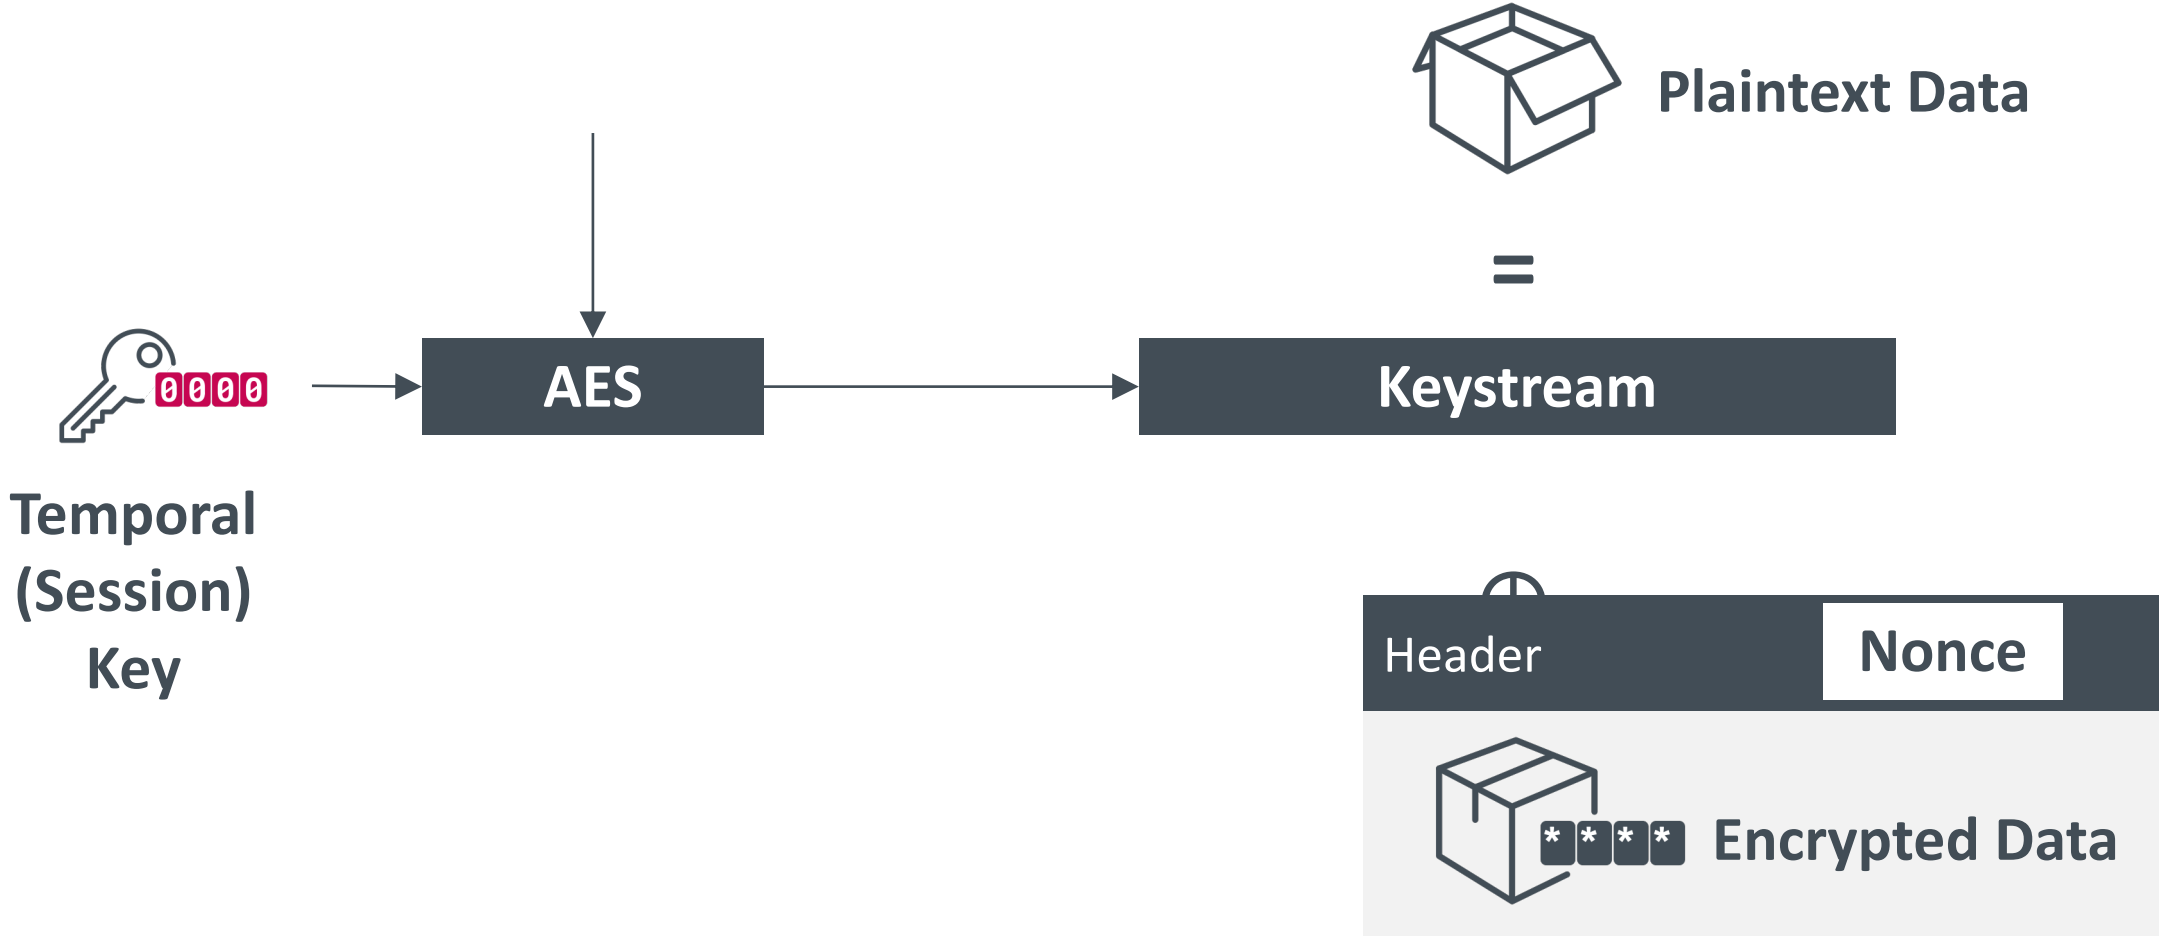 Plaintext Data
=
0000
AES
Keystream
Temporal
(Session)
Key
Header
Nonce
****
Encrypted Data